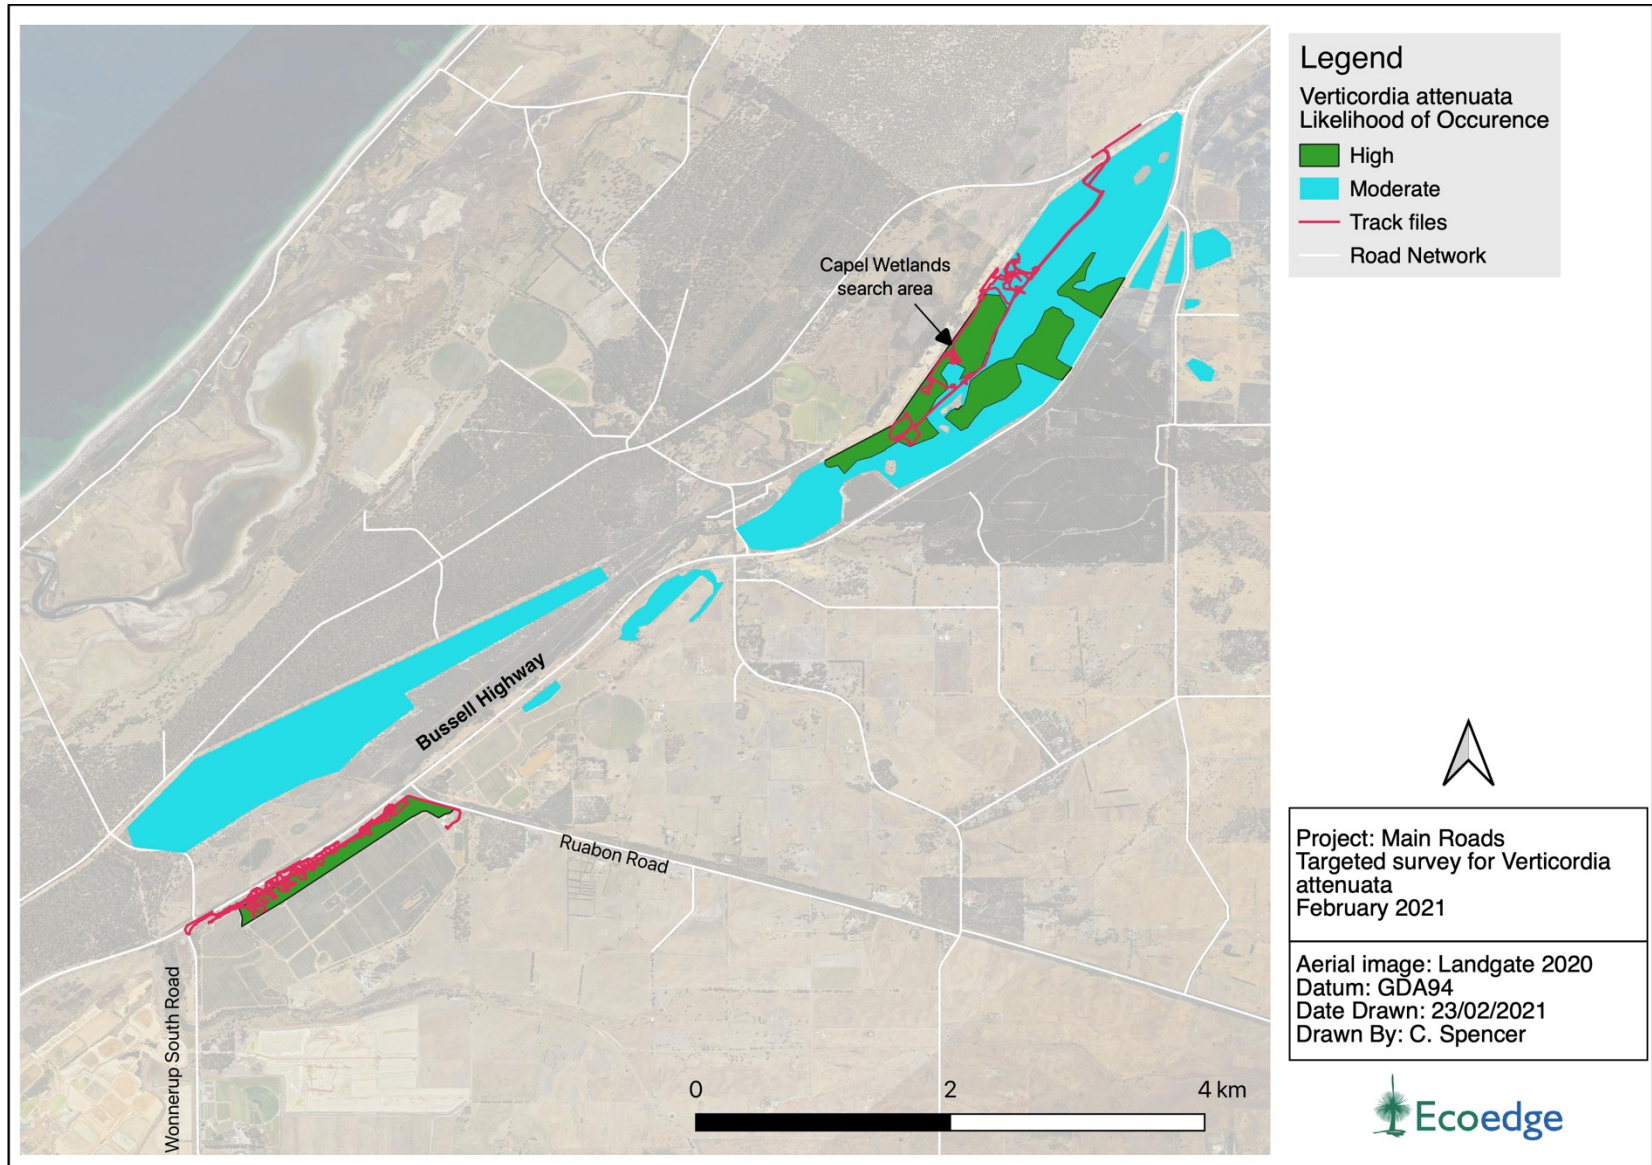 Legend
Verticordia attenuata
Likelihood of Occurence
High
Moderate
Track files
Road Network
Capel Wetlands
search area
Bussell Highway
Ruabon Road
Wonnerup South Road
0 2 4 km
Project: Main Roads
Targeted survey for Verticordia
attenuata
February 2021
Aerial image: Landgate 2020
Datum: GDA94
Date Drawn: 23/02/2021
Drawn By: C. Spencer
Ecoedge